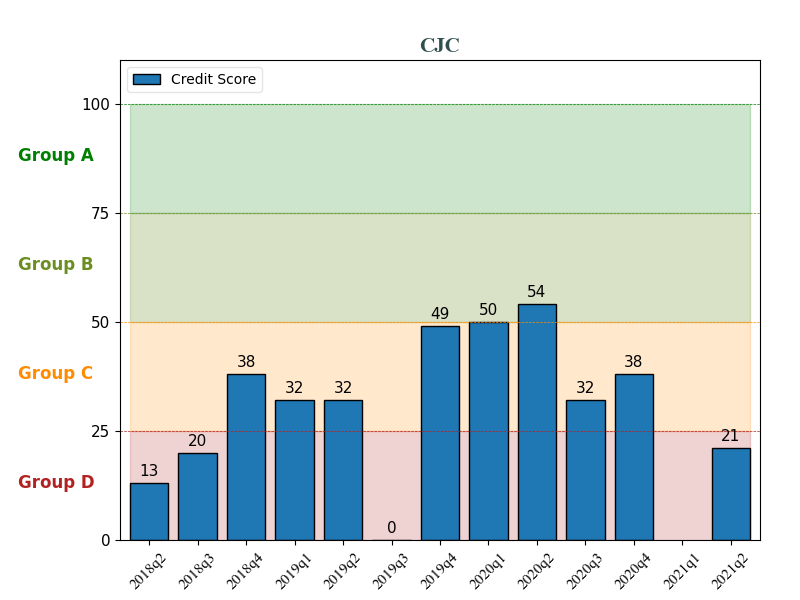 CJC
Credit Score
100
Group A
75
Group B
50
Group C
25
Group D
0
13
20
38
32
32
0
49
50
54
32
38
21
2018q2
2018q3
2018q4
2019q1
2019q2
2019q3
2019q4
2020q1
2020q2
2020q3
2020q4
2021q1
2021q2